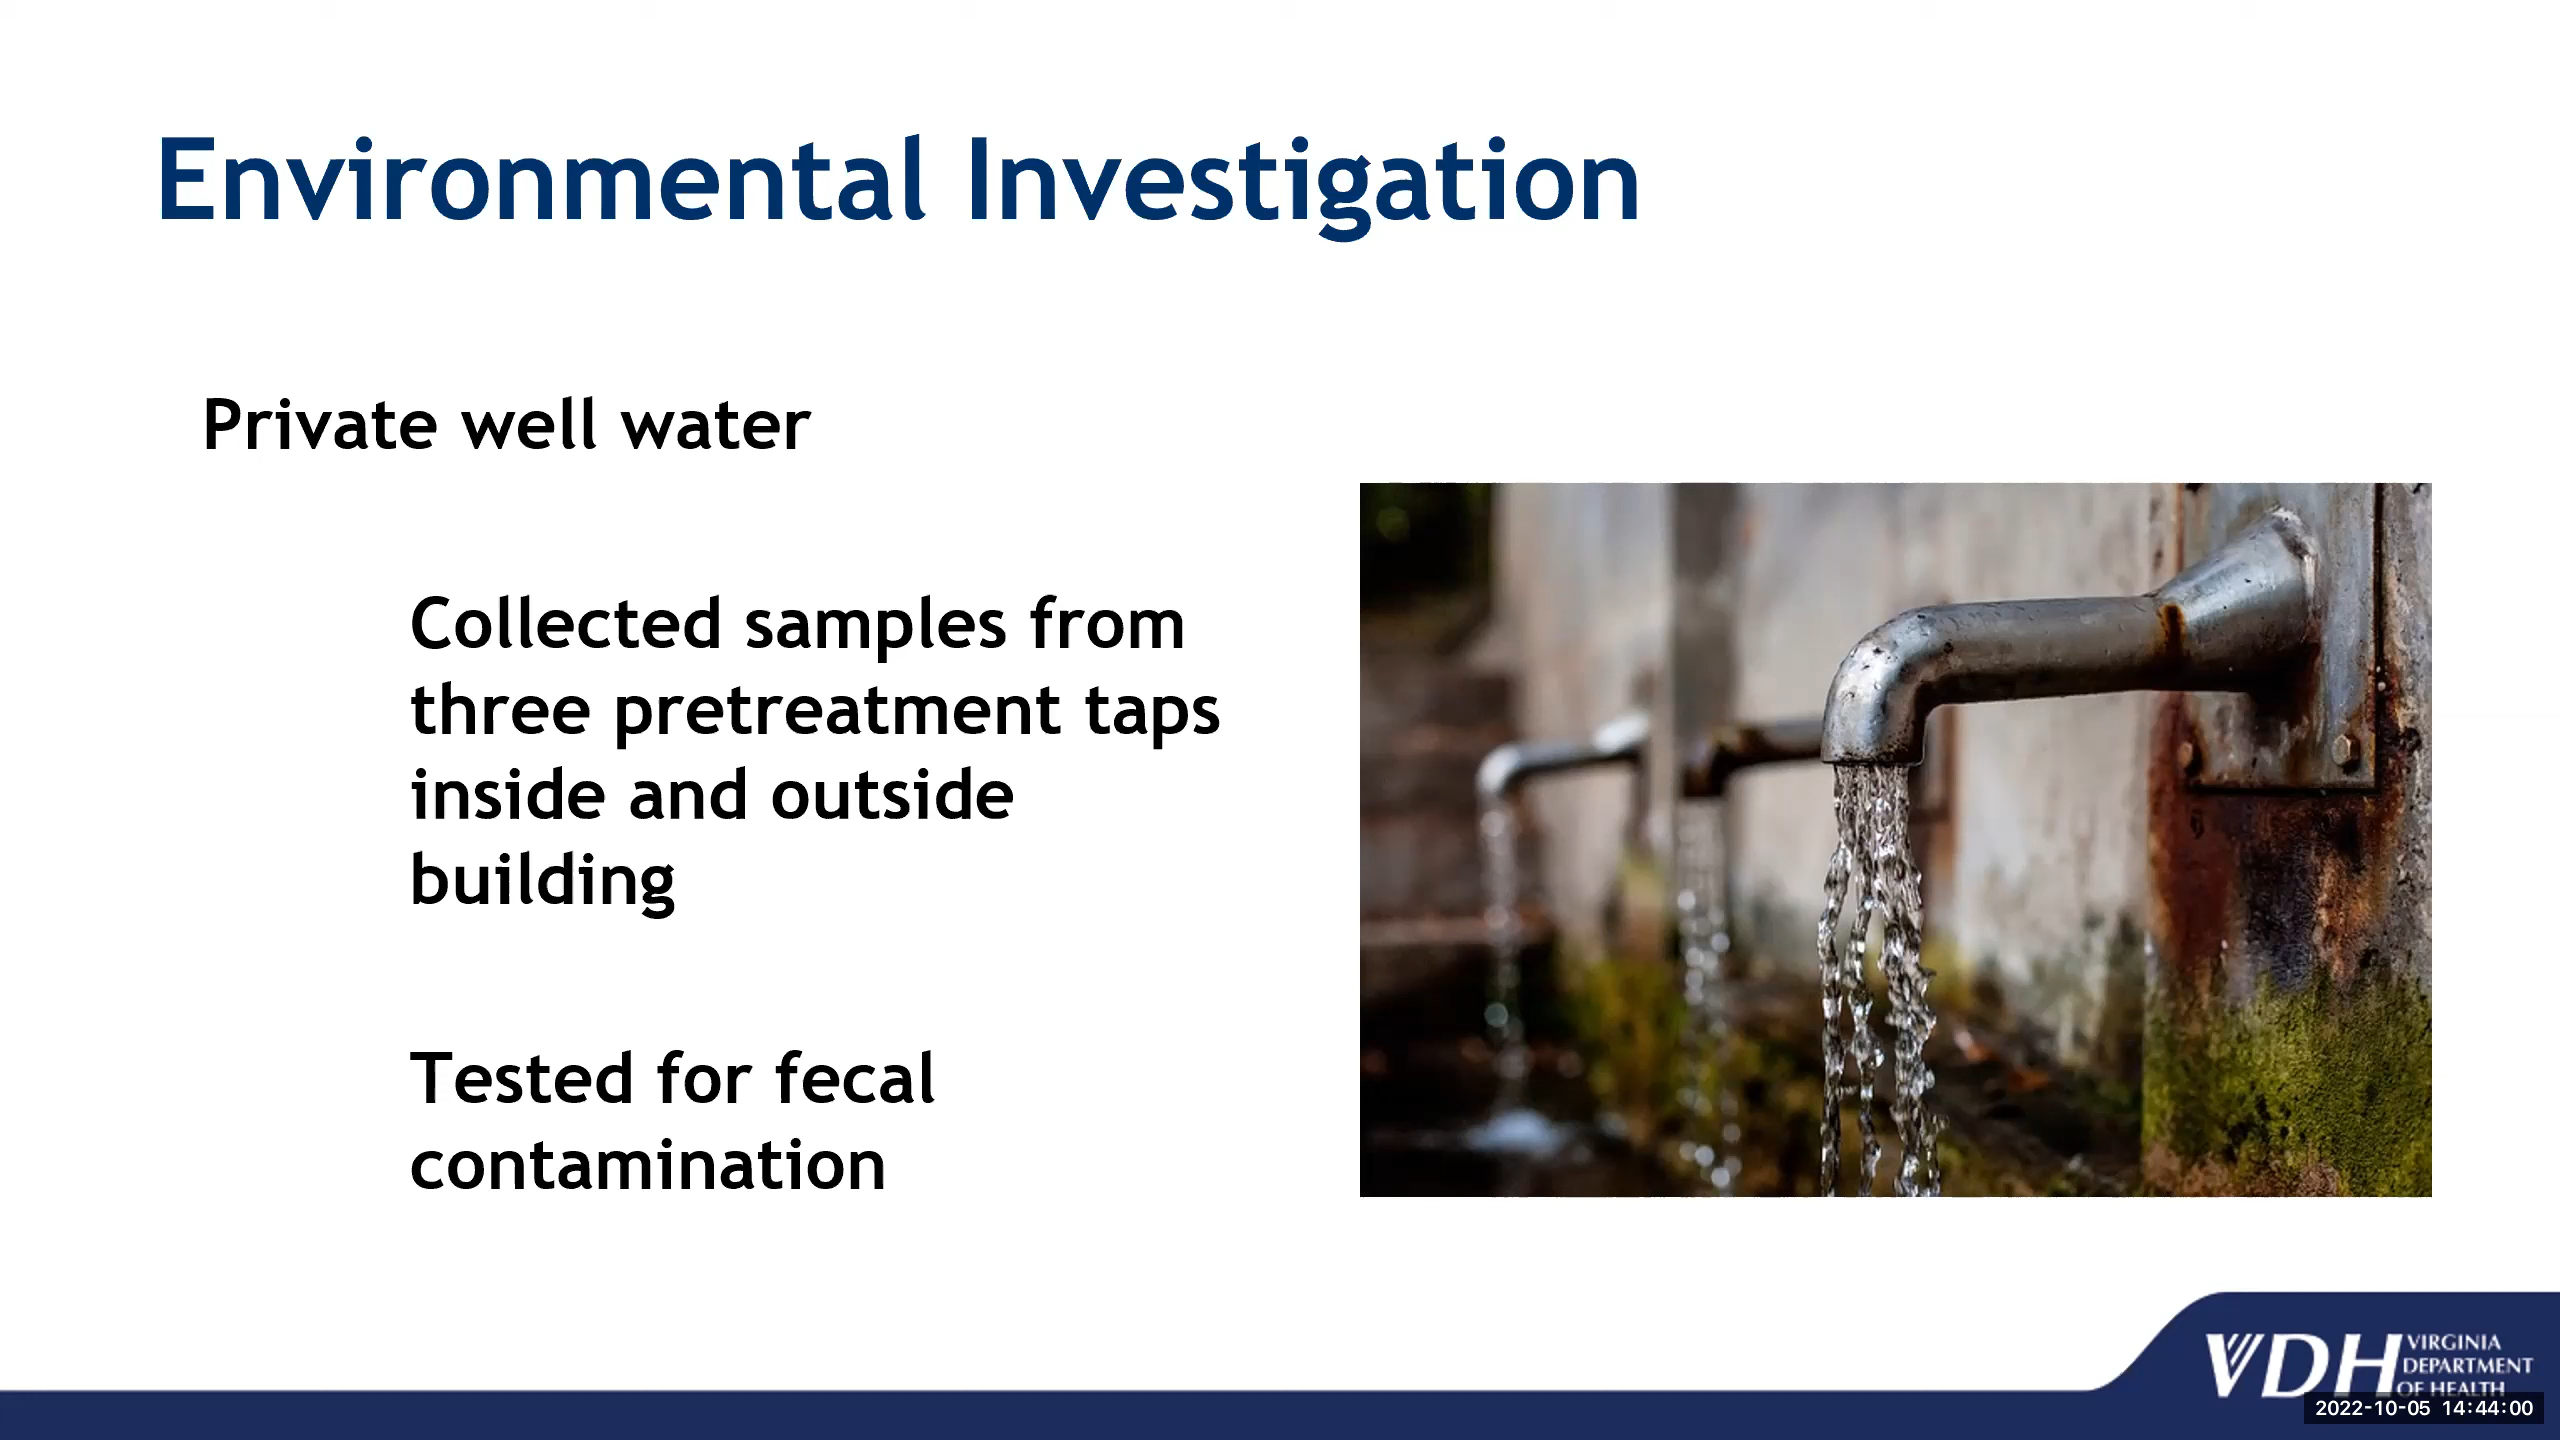 Environmental Investigation
Private well water
Collected samples from
three pretreatment taps
inside and outside
building
Tested for fecal
contamination
VDH
VIRGINIA
DEPARTMENT
OF HEALTH
2022-10-05 14:44:00